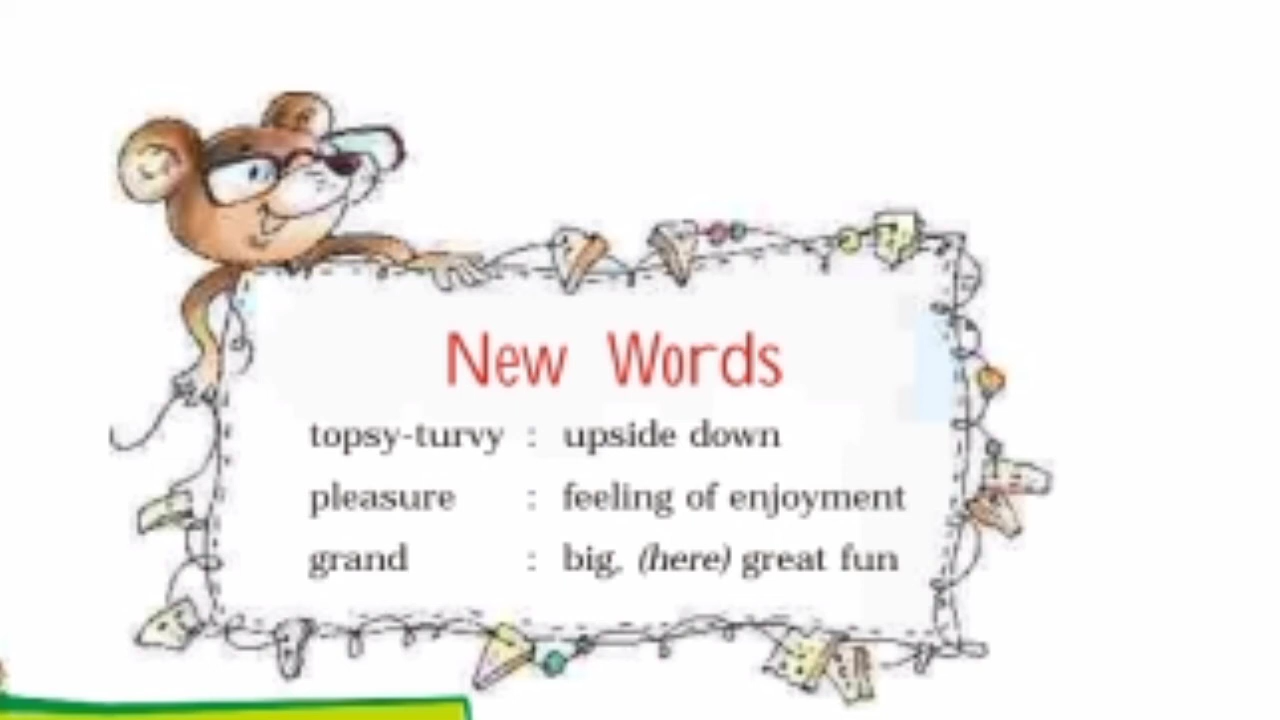 New Words
topsy-turvy : upside down
pleasure : feeling of enjoyment
grand : big, (here) great fun